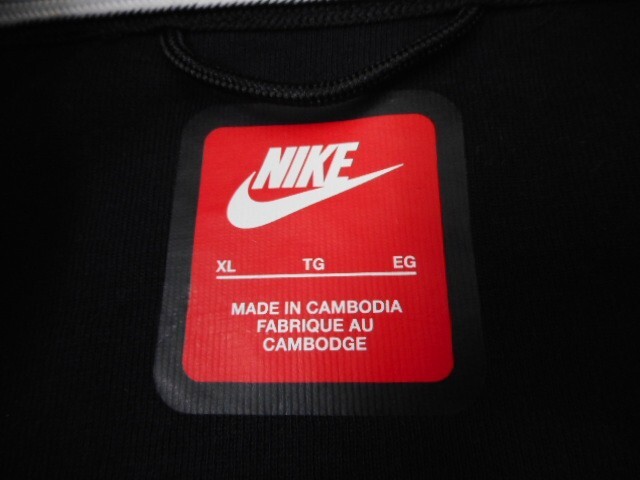 NIKE
XL TG EG
MADE IN CAMBODIA
FABRIQUE AU
CAMBODGE